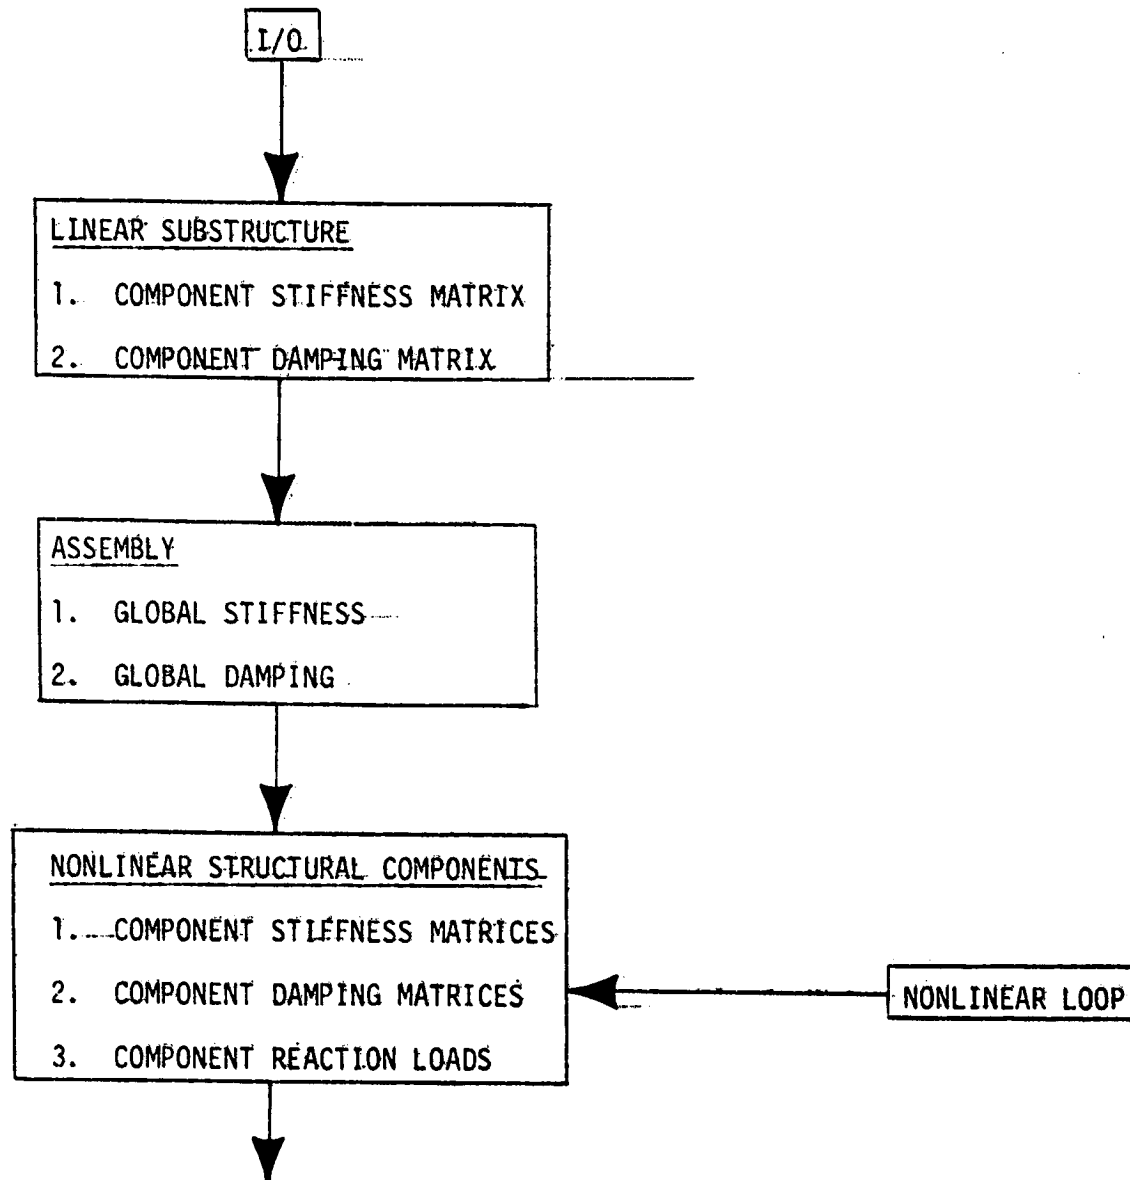 I/O
LINEAR SUBSTRUCTURE
1. COMPONENT STIFFNESS MATRIX
2. COMPONENT DAMPING MATRIX
ASSEMBLY
1. GLOBAL STIFFNESS
2. GLOBAL DAMPING
NONLINEAR STRUCTURAL COMPONENTS
1. COMPONENT STIFFNESS MATRICES
2. COMPONENT DAMPING MATRICES
3. COMPONENT REACTION LOADS
NONLINEAR LOOP